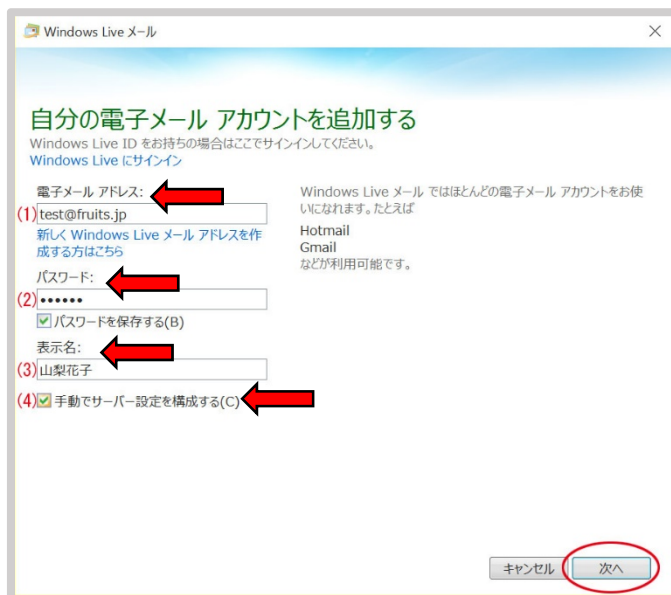 Windows Live メール
自分の電子メール アカウントを追加する
Windows Live ID をお持ちの場合はここでサインインしてください。
Windows Live にサインイン
電子メール アドレス:
(1) test@fruits.jp
新しく Windows Live メール アドレスを作
成する方はこちら
パスワード:
(2) ••••••
パスワードを保存する(B)
表示名:
(3) 山梨花子
(4) 手動でサーバー設定を構成する(C)
Windows Live メール ではほとんどの電子メール アカウントをお使
いになれます。たとえば
Hotmail
Gmail
などが利用可能です。
キャンセル
次へ